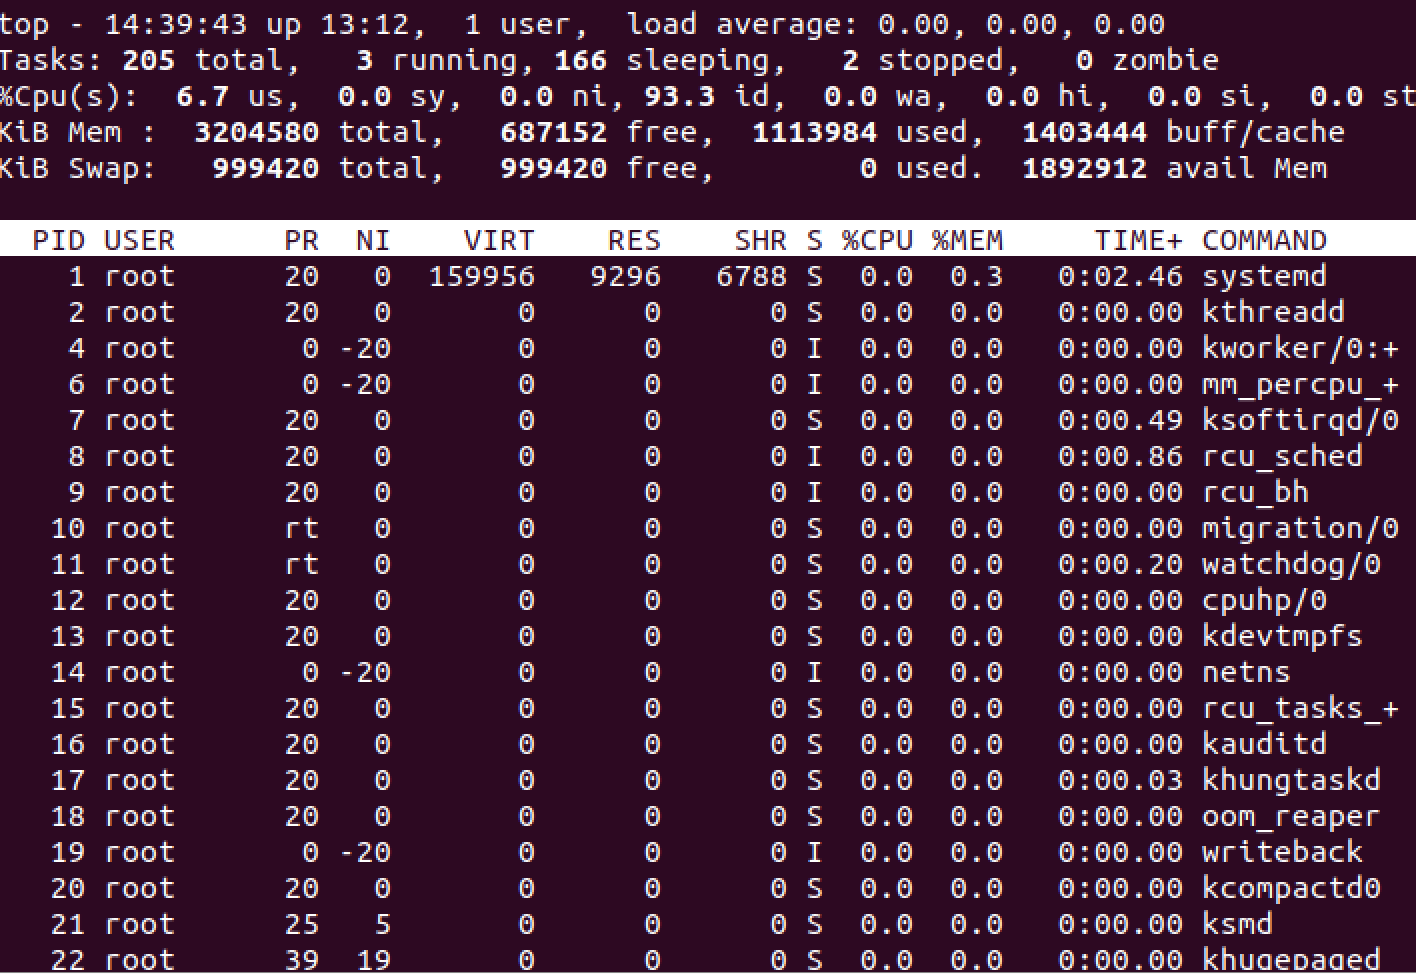 top - 14:39:43 up 13:12,  1 user,  load average: 0.00, 0.00, 0.00
Tasks: 205 total,   3 running, 166 sleeping,   2 stopped,   0 zombie
%Cpu(s):  6.7 us,  0.0 sy,  0.0 ni, 93.3 id,  0.0 wa,  0.0 hi,  0.0 si,  0.0 st
KiB Mem :  3204580 total,   687152 free,  1113984 used,  1403444 buff/cache
KiB Swap:   999420 total,   999420 free,        0 used.  1892912 avail Mem
  PID USER      PR  NI    VIRT    RES    SHR S %CPU %MEM     TIME+ COMMAND
    1 root      20   0  159956   9296   6788 S  0.0  0.3   0:02.46 systemd
    2 root      20   0       0      0      0 S  0.0  0.0   0:00.00 kthreadd
    4 root       0 -20       0      0      0 I  0.0  0.0   0:00.00 kworker/0:+
    6 root       0 -20       0      0      0 I  0.0  0.0   0:00.00 mm_percpu_+
    7 root      20   0       0      0      0 S  0.0  0.0   0:00.49 ksoftirqd/0
    8 root      20   0       0      0      0 I  0.0  0.0   0:00.86 rcu_sched
    9 root      20   0       0      0      0 I  0.0  0.0   0:00.00 rcu_bh
   10 root      rt   0       0      0      0 S  0.0  0.0   0:00.00 migration/0
   11 root      rt   0       0      0      0 S  0.0  0.0   0:00.20 watchdog/0
   12 root      20   0       0      0      0 S  0.0  0.0   0:00.00 cpuhp/0
   13 root      20   0       0      0      0 S  0.0  0.0   0:00.00 kdevtmpfs
   14 root       0 -20       0      0      0 I  0.0  0.0   0:00.00 netns
   15 root      20   0       0      0      0 S  0.0  0.0   0:00.00 rcu_tasks_+
   16 root      20   0       0      0      0 S  0.0  0.0   0:00.00 kauditd
   17 root      20   0       0      0      0 S  0.0  0.0   0:00.03 khungtaskd
   18 root      20   0       0      0      0 S  0.0  0.0   0:00.00 oom_reaper
   19 root       0 -20       0      0      0 I  0.0  0.0   0:00.00 writeback
   20 root      20   0       0      0      0 S  0.0  0.0   0:00.00 kcompactd0
   21 root      25   5       0      0      0 S  0.0  0.0   0:00.00 ksmd
   22 root      39  19       0      0      0 S  0.0  0.0   0:00.00 khugepaged